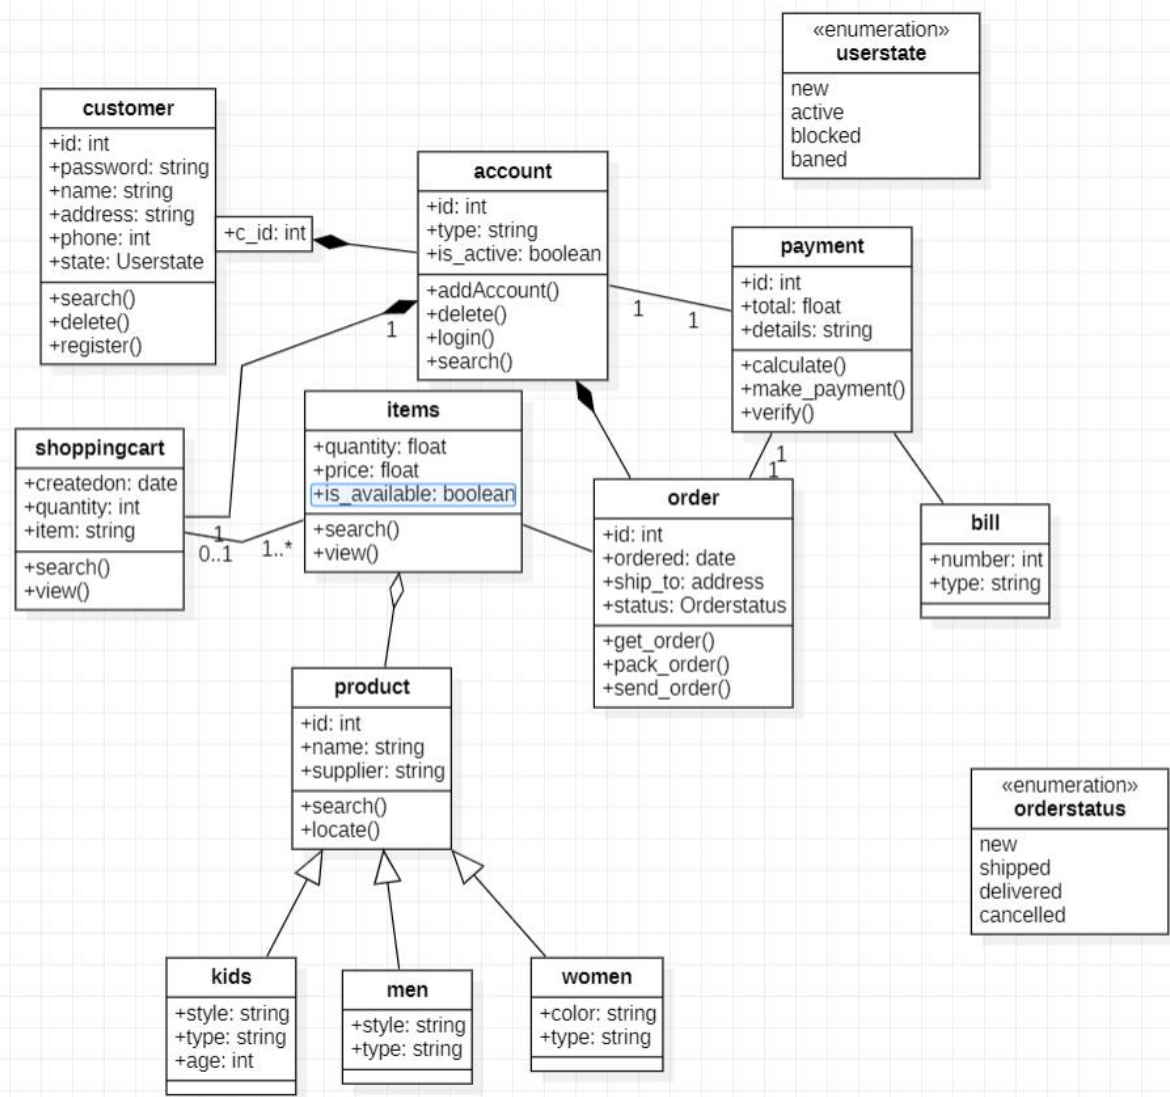 «enumeration»
userstate
new
active
blocked
baned
customer
+id: int
+password: string
+name: string
+address: string
+phone: int
+state: Userstate
+search()
+delete()
+register()
+c_id: int
account
+id: int
+type: string
+is_active: boolean
+addAccount()
+delete()
+login()
+search()
1
1
1
payment
+id: int
+total: float
+details: string
+calculate()
+make_payment()
+verify()
1
1
items
+quantity: float
+price: float
+is_available: boolean
+search()
+view()
shoppingcart
+createdon: date
+quantity: int
+item: string
+search()
+view()
1
0..1
1..*
order
+id: int
+ordered: date
+ship_to: address
+status: Orderstatus
+get_order()
+pack_order()
+send_order()
bill
+number: int
+type: string
product
+id: int
+name: string
+supplier: string
+search()
+locate()
«enumeration»
orderstatus
new
shipped
delivered
cancelled
kids
+style: string
+type: string
+age: int
men
+style: string
+type: string
women
+color: string
+type: string